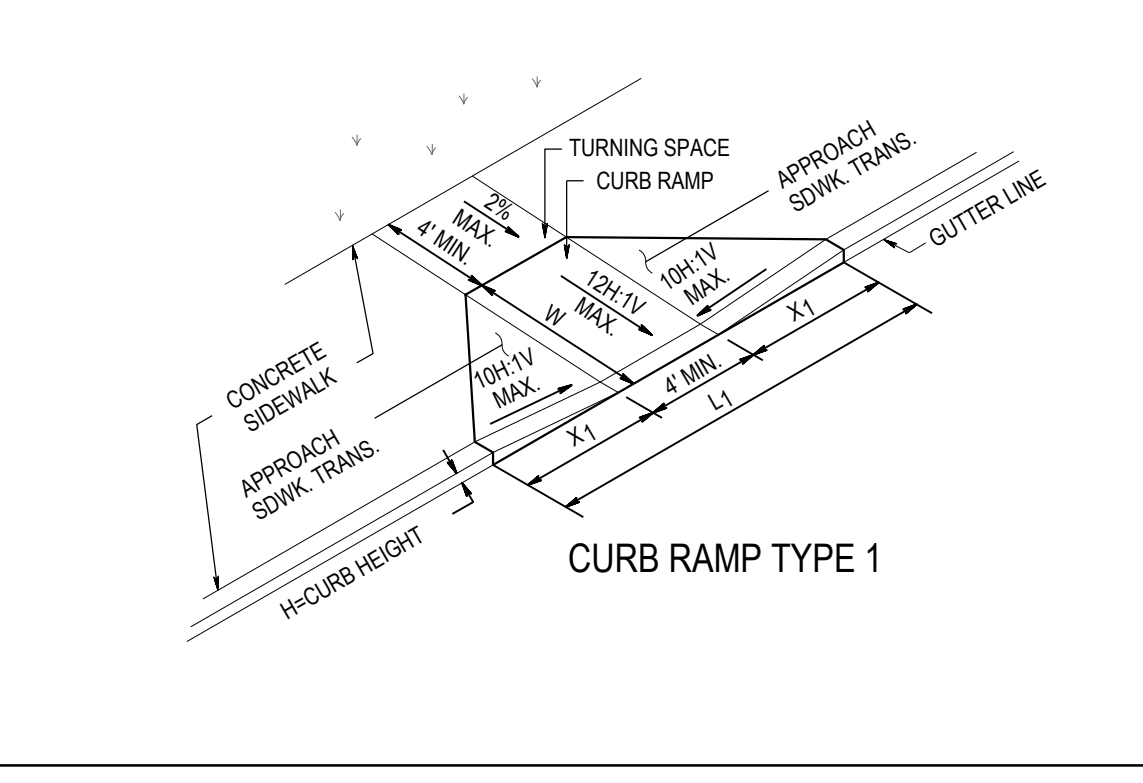 TURNING SPACE
CURB RAMP
APPROACH
SDWK. TRANS.
GUTTER LINE
2%
MAX.
4' MIN.
12H:1V
MAX.
10H:1V
MAX.
W
X1
4' MIN.
L1
X1
10H:1V
MAX.
CONCRETE
SIDEWALK
APPROACH
SDWK. TRANS.
H=CURB HEIGHT
CURB RAMP TYPE 1